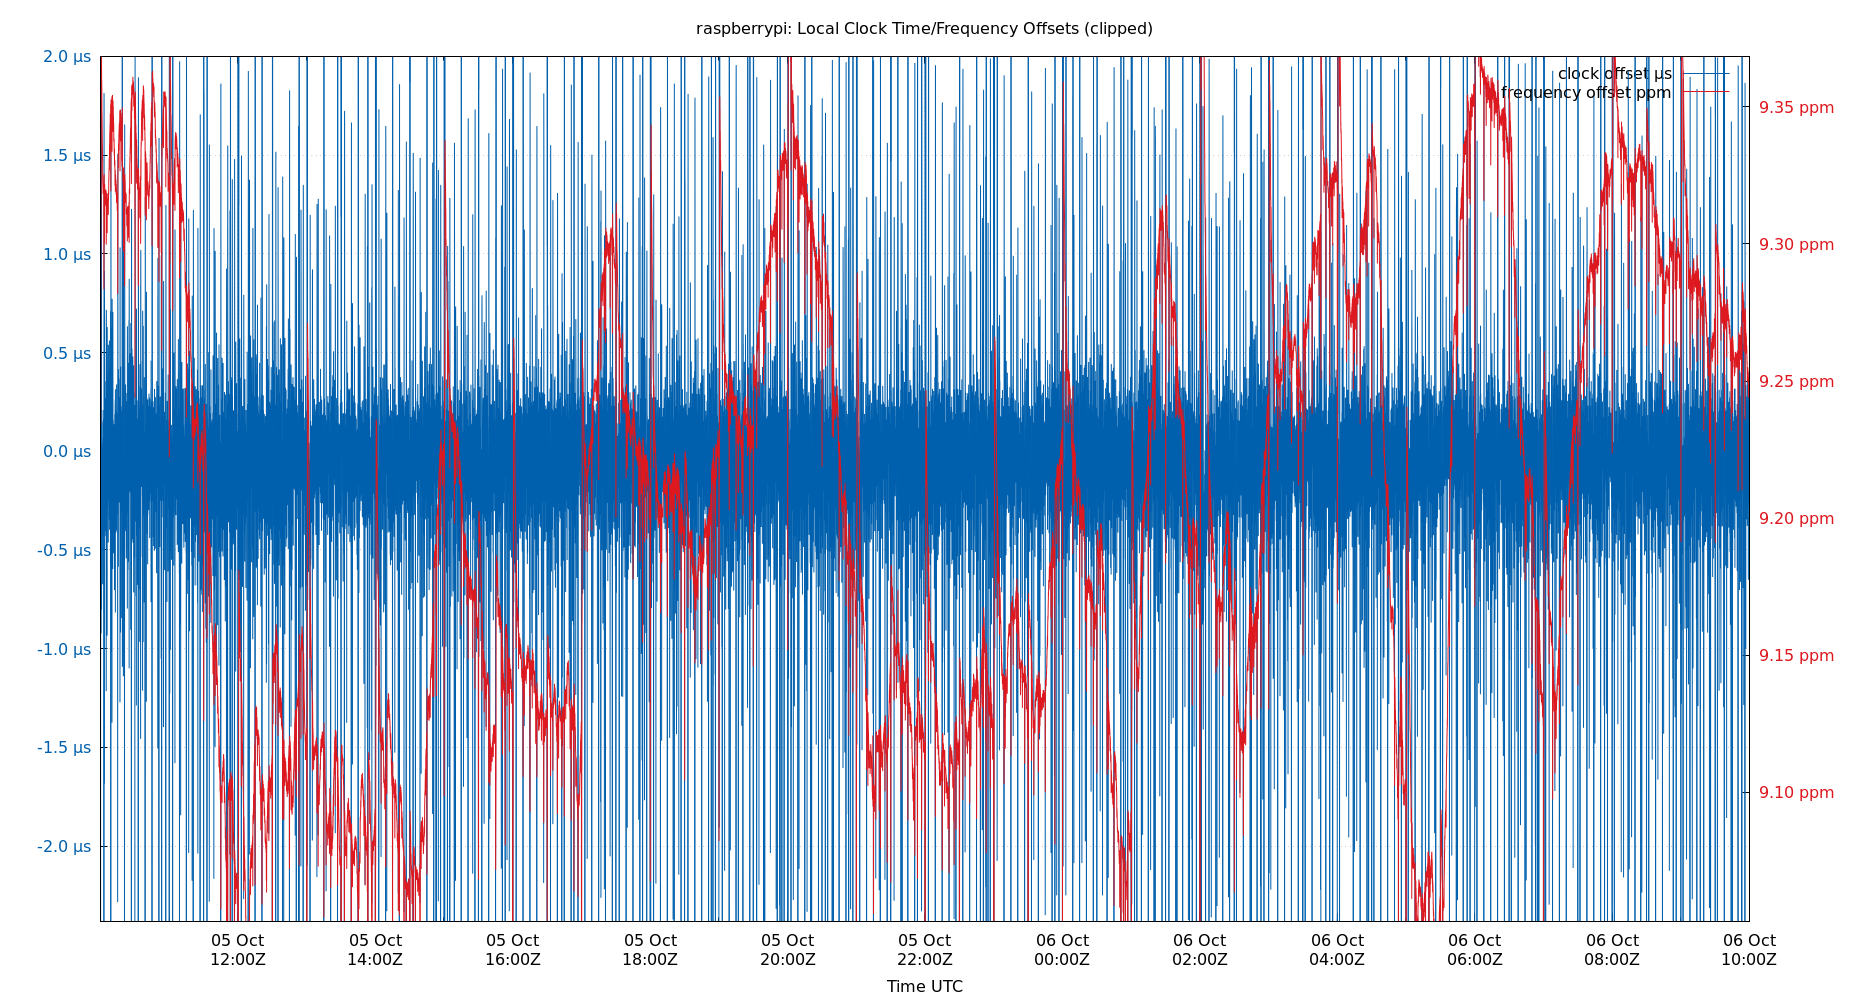 raspberrypi: Local Clock Time/Frequency Offsets (clipped)
2.0 µs
1.5 µs
1.0 µs
0.5 µs
0.0 µs
-0.5 µs
-1.0 µs
-1.5 µs
-2.0 µs
clock offset µs
frequency offset ppm
9.35 ppm
9.30 ppm
9.25 ppm
9.20 ppm
9.15 ppm
9.10 ppm
05 Oct 05 Oct 05 Oct 05 Oct 05 Oct 05 Oct 06 Oct 06 Oct 06 Oct 06 Oct 06 Oct 06 Oct
12:00Z 14:00Z 16:00Z 18:00Z 20:00Z 22:00Z 00:00Z 02:00Z 04:00Z 06:00Z 08:00Z 10:00Z
Time UTC